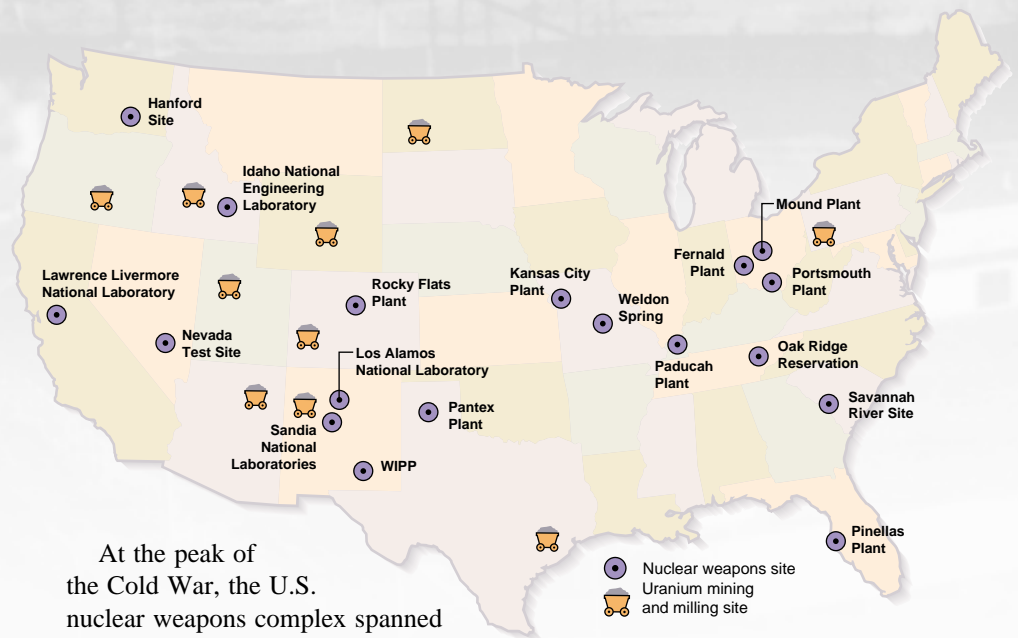 Hanford
Site
Idaho National
Engineering
Laboratory
Mound Plant
Fernald
Plant
Portsmouth
Plant
Lawrence Livermore
National Laboratory
Rocky Flats
Plant
Kansas City
Plant
Weldon
Spring
Nevada
Test Site
Los Alamos
National Laboratory
Paducah
Plant
Oak Ridge
Reservation
Savannah
River Site
Pantex
Plant
Sandia
National
Laboratories
WIPP
Pinellas
Plant
At the peak of
the Cold War, the U.S.
nuclear weapons complex spanned
Nuclear weapons site
Uranium mining
and milling site